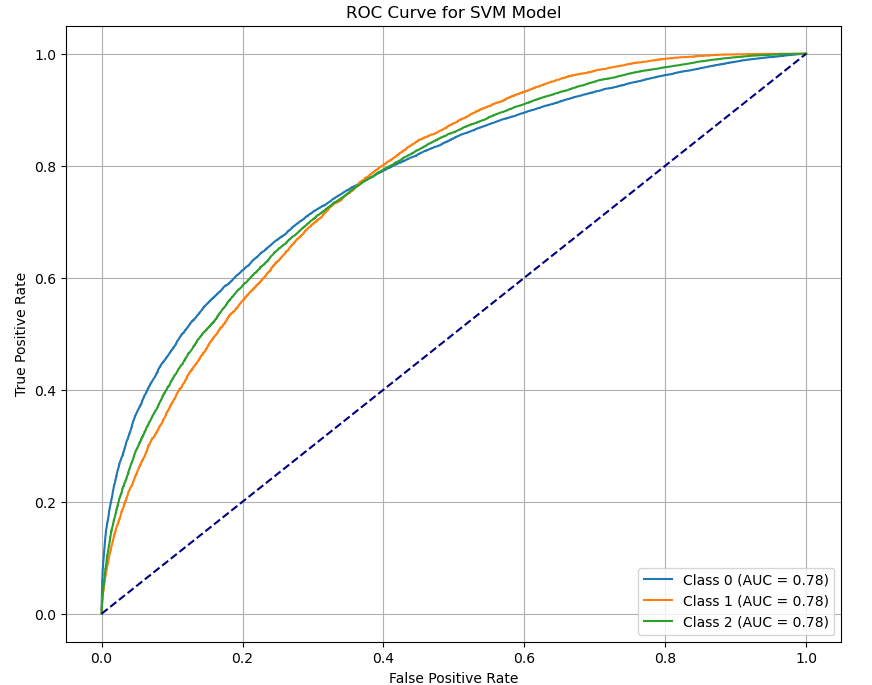 ROC Curve for SVM Model
True Positive Rate
1.0
0.8
0.6
0.4
0.2
0.0
Class 0 (AUC = 0.78)
Class 1 (AUC = 0.78)
Class 2 (AUC = 0.78)
0.0 0.2 0.4 0.6 0.8 1.0
False Positive Rate